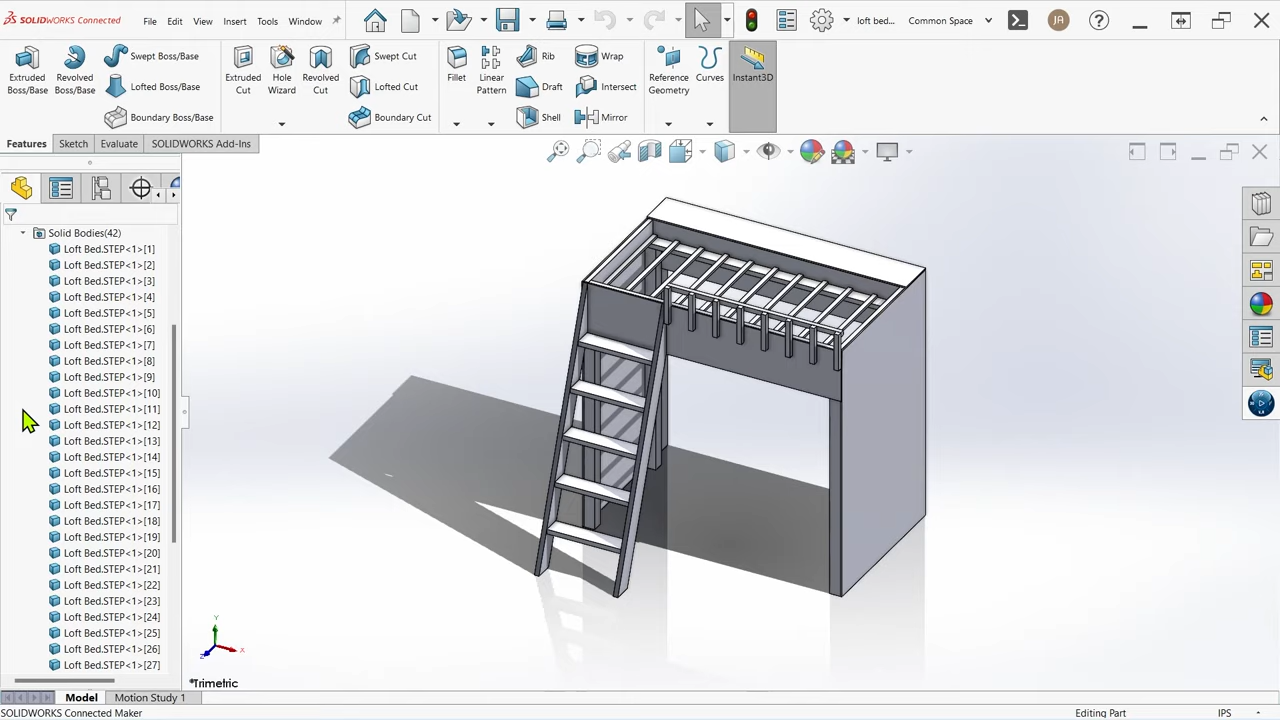 SOLIDWORKS Connected
File
Edit
View
Insert
Tools
Window
loft bed...
Common Space
JA
Extruded Boss/Base
Revolved Boss/Base
Swept Boss/Base
Lofted Boss/Base
Boundary Boss/Base
Extruded Cut
Hole Wizard
Revolved Cut
Swept Cut
Lofted Cut
Boundary Cut
Fillet
Linear Pattern
Rib
Draft
Shell
Wrap
Intersect
Mirror
Reference Geometry
Curves
Instant3D
Features
Sketch
Evaluate
SOLIDWORKS Add-Ins
Solid Bodies(42)
Loft Bed.STEP<1>[1]
Loft Bed.STEP<1>[2]
Loft Bed.STEP<1>[3]
Loft Bed.STEP<1>[4]
Loft Bed.STEP<1>[5]
Loft Bed.STEP<1>[6]
Loft Bed.STEP<1>[7]
Loft Bed.STEP<1>[8]
Loft Bed.STEP<1>[9]
Loft Bed.STEP<1>[10]
Loft Bed.STEP<1>[11]
Loft Bed.STEP<1>[12]
Loft Bed.STEP<1>[13]
Loft Bed.STEP<1>[14]
Loft Bed.STEP<1>[15]
Loft Bed.STEP<1>[16]
Loft Bed.STEP<1>[17]
Loft Bed.STEP<1>[18]
Loft Bed.STEP<1>[19]
Loft Bed.STEP<1>[20]
Loft Bed.STEP<1>[21]
Loft Bed.STEP<1>[22]
Loft Bed.STEP<1>[23]
Loft Bed.STEP<1>[24]
Loft Bed.STEP<1>[25]
Loft Bed.STEP<1>[26]
Loft Bed.STEP<1>[27]
Y
X
Z
*Trimetric
Model
Motion Study 1
SOLIDWORKS Connected Maker
Editing Part
IPS